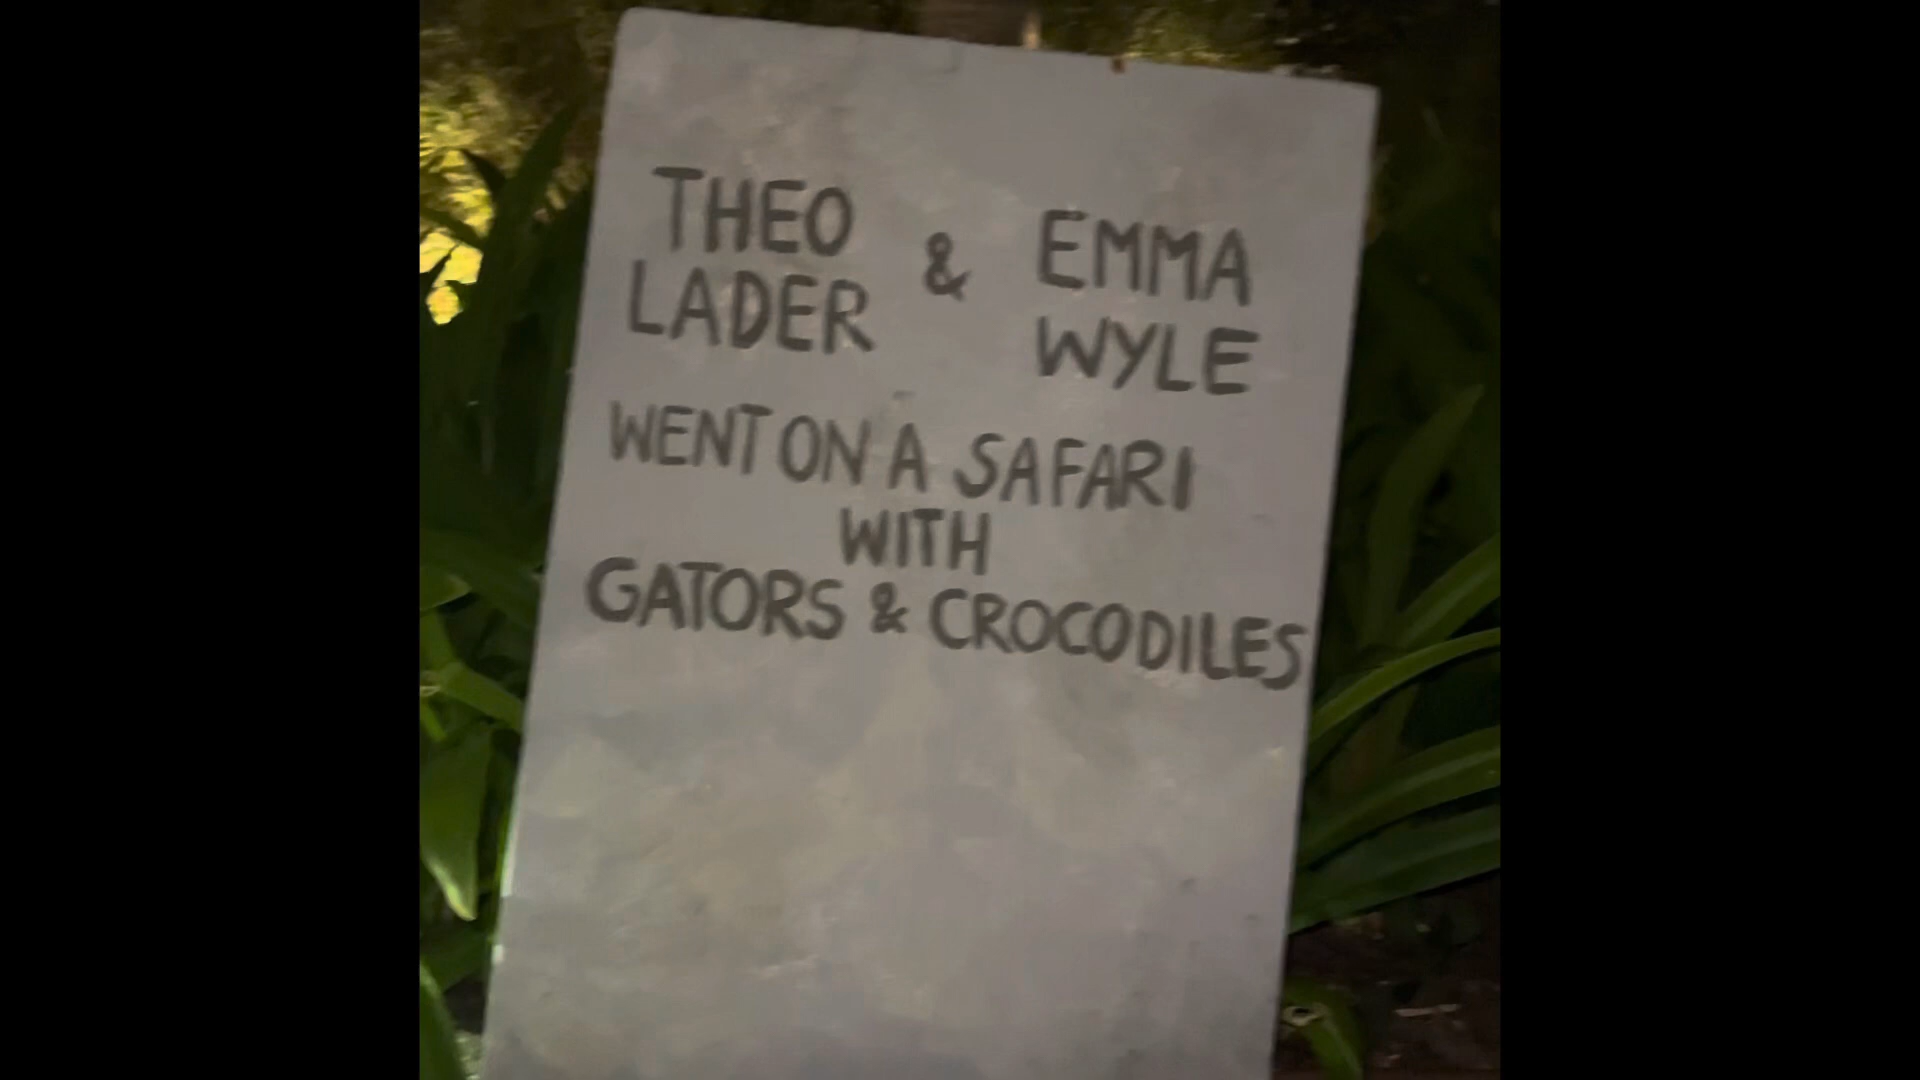 THEO & EMMA
LADER WYLE
WENT ON A SAFARI
WITH
GATORS & CROCODILES